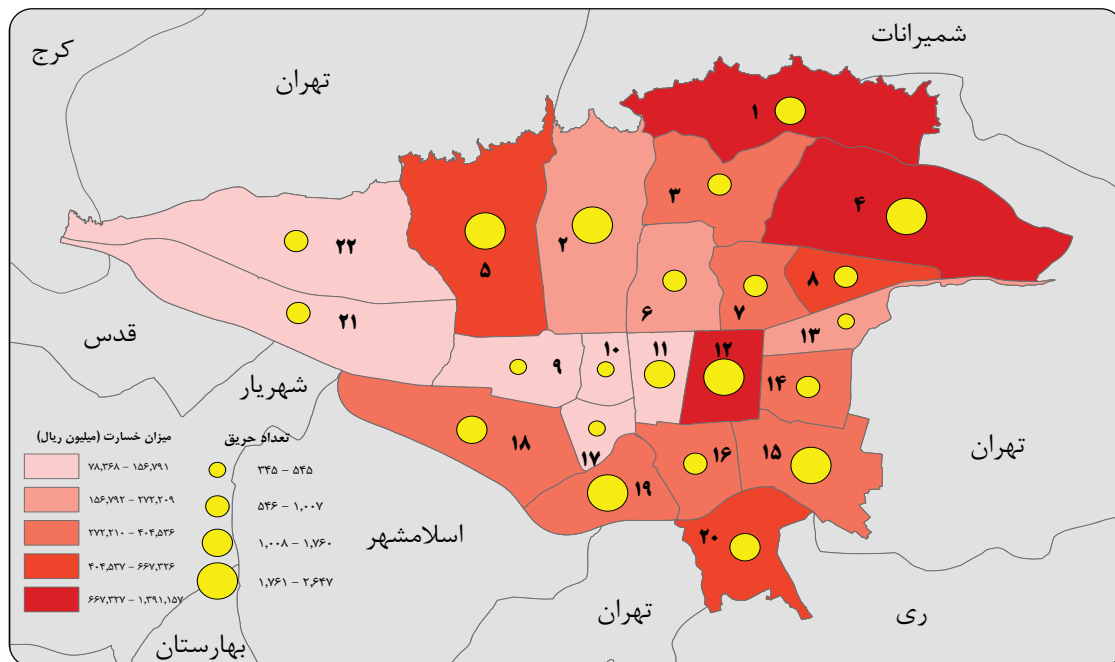 شمیرانات
کرج
تهران
۱
۳
۴
۲
۵
۲۲
۶
۷
۸
۲۱
۱۳
قدس
۹
۱۰
۱۱
۱۲
۱۴
شهریار
۱۸
۱۷
۱۶
۱۵
تهران
۱۹
۲۰
اسلامشهر
تهران
ری
بهارستان
میزان خسارت (میلیون ریال)
۷۸,۳۶۸ – ۱۵۶,۷۹۱
۱۵۶,۷۹۲ – ۲۷۲,۲۰۹
۲۷۲,۲۱۰ – ۴۰۴,۵۳۶
۴۰۴,۵۳۷ – ۶۶۷,۳۲۶
۶۶۷,۳۲۷ – ۱,۳۹۱,۱۵۷
تعداد حریق
۳۴۵ – ۵۴۵
۵۴۶ – ۱,۰۰۷
۱,۰۰۸ – ۱,۷۶۰
۱,۷۶۱ – ۲,۶۴۷